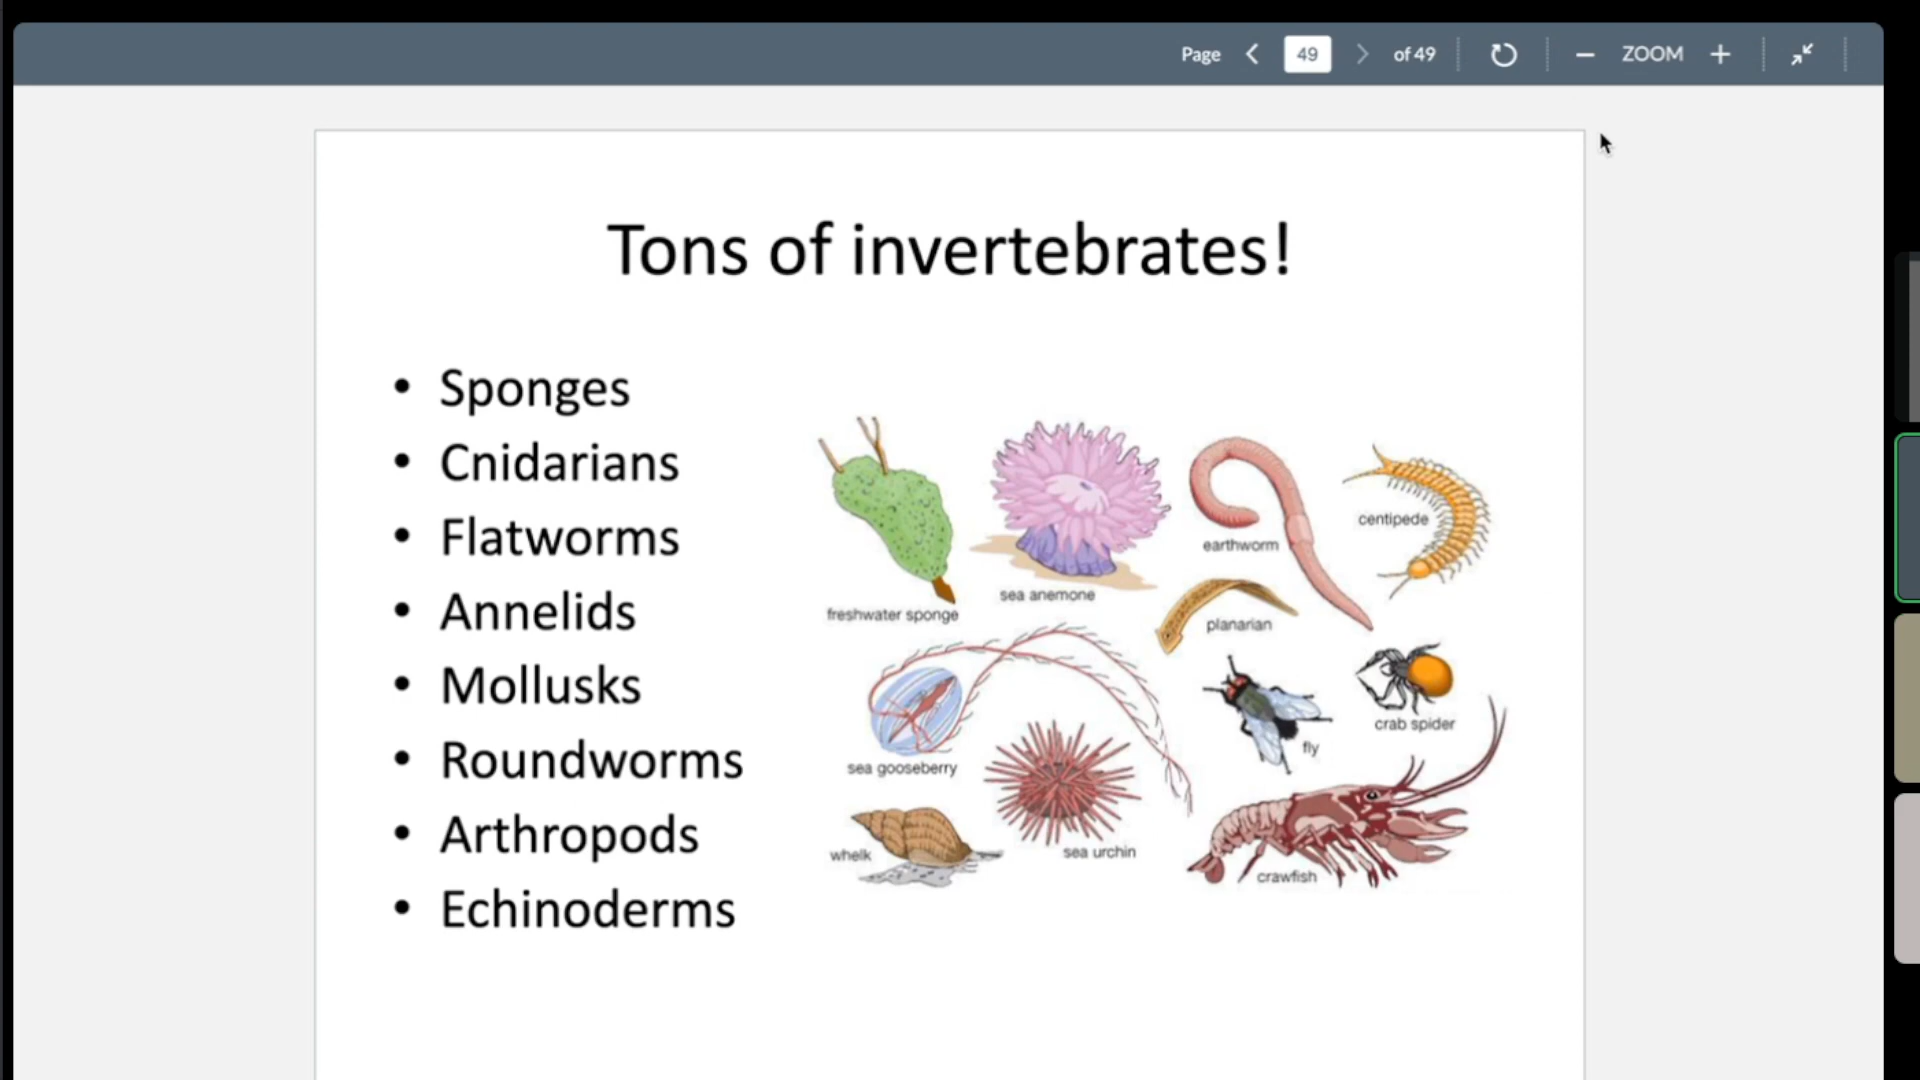 Page 49 of 49 ZOOM
Tons of invertebrates!
• Sponges
• Cnidarians
• Flatworms
• Annelids
• Mollusks
• Roundworms
• Arthropods
• Echinoderms
freshwater sponge
sea anemone
earthworm
centipede
planarian
sea gooseberry
fly
crab spider
whelk
sea urchin
crawfish